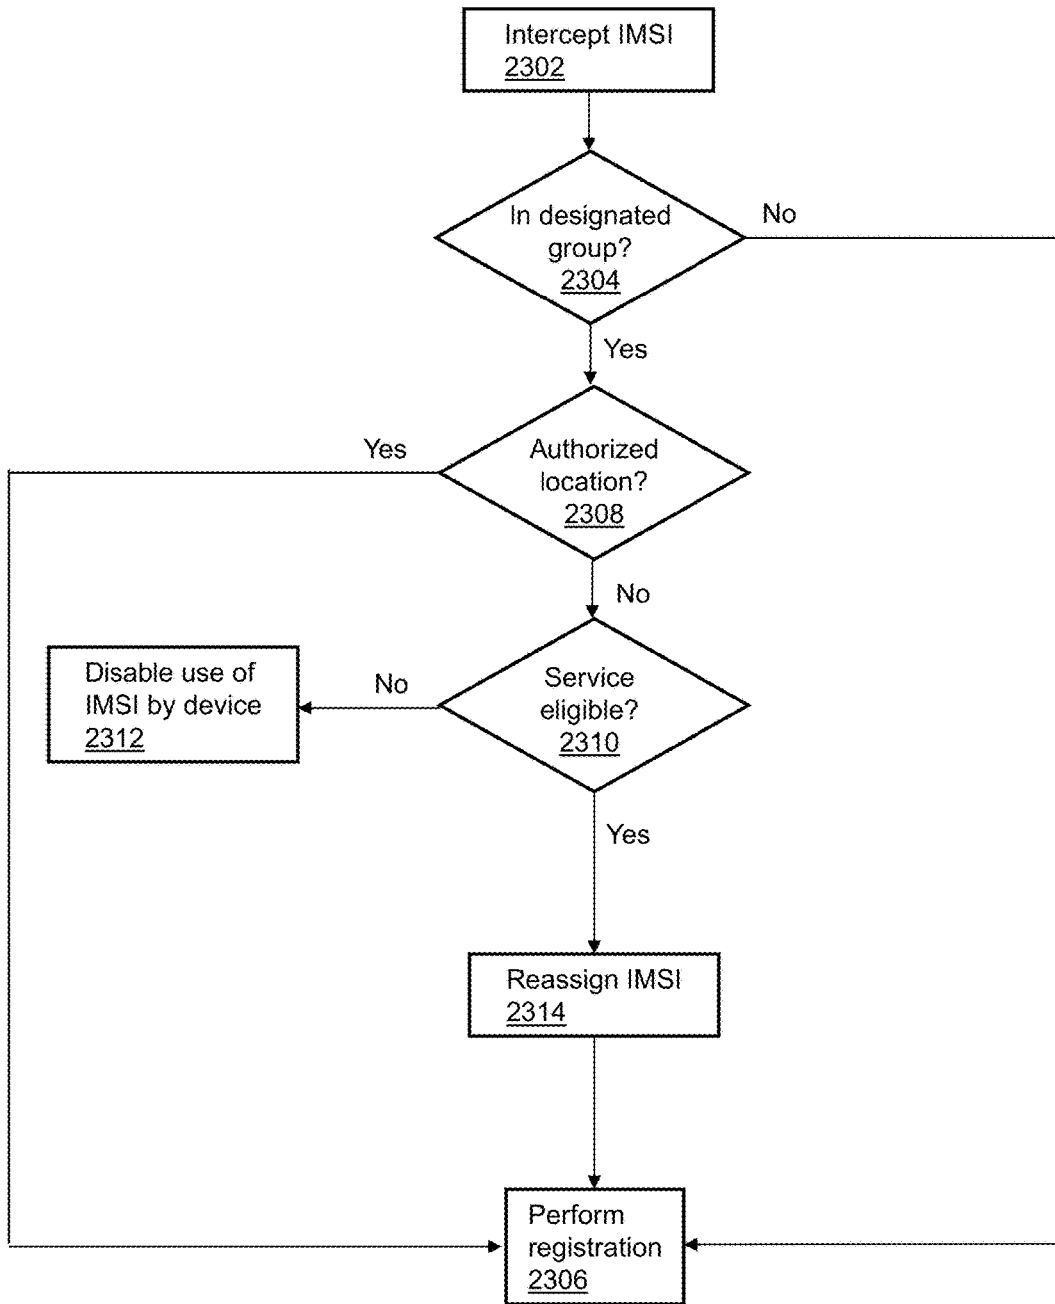 Intercept IMSI
2302
In designated
group?
2304
No
Yes
Authorized
location?
2308
Yes
No
Service
eligible?
2310
No
Disable use of
IMSI by device
2312
Yes
Reassign IMSI
2314
Perform
registration
2306